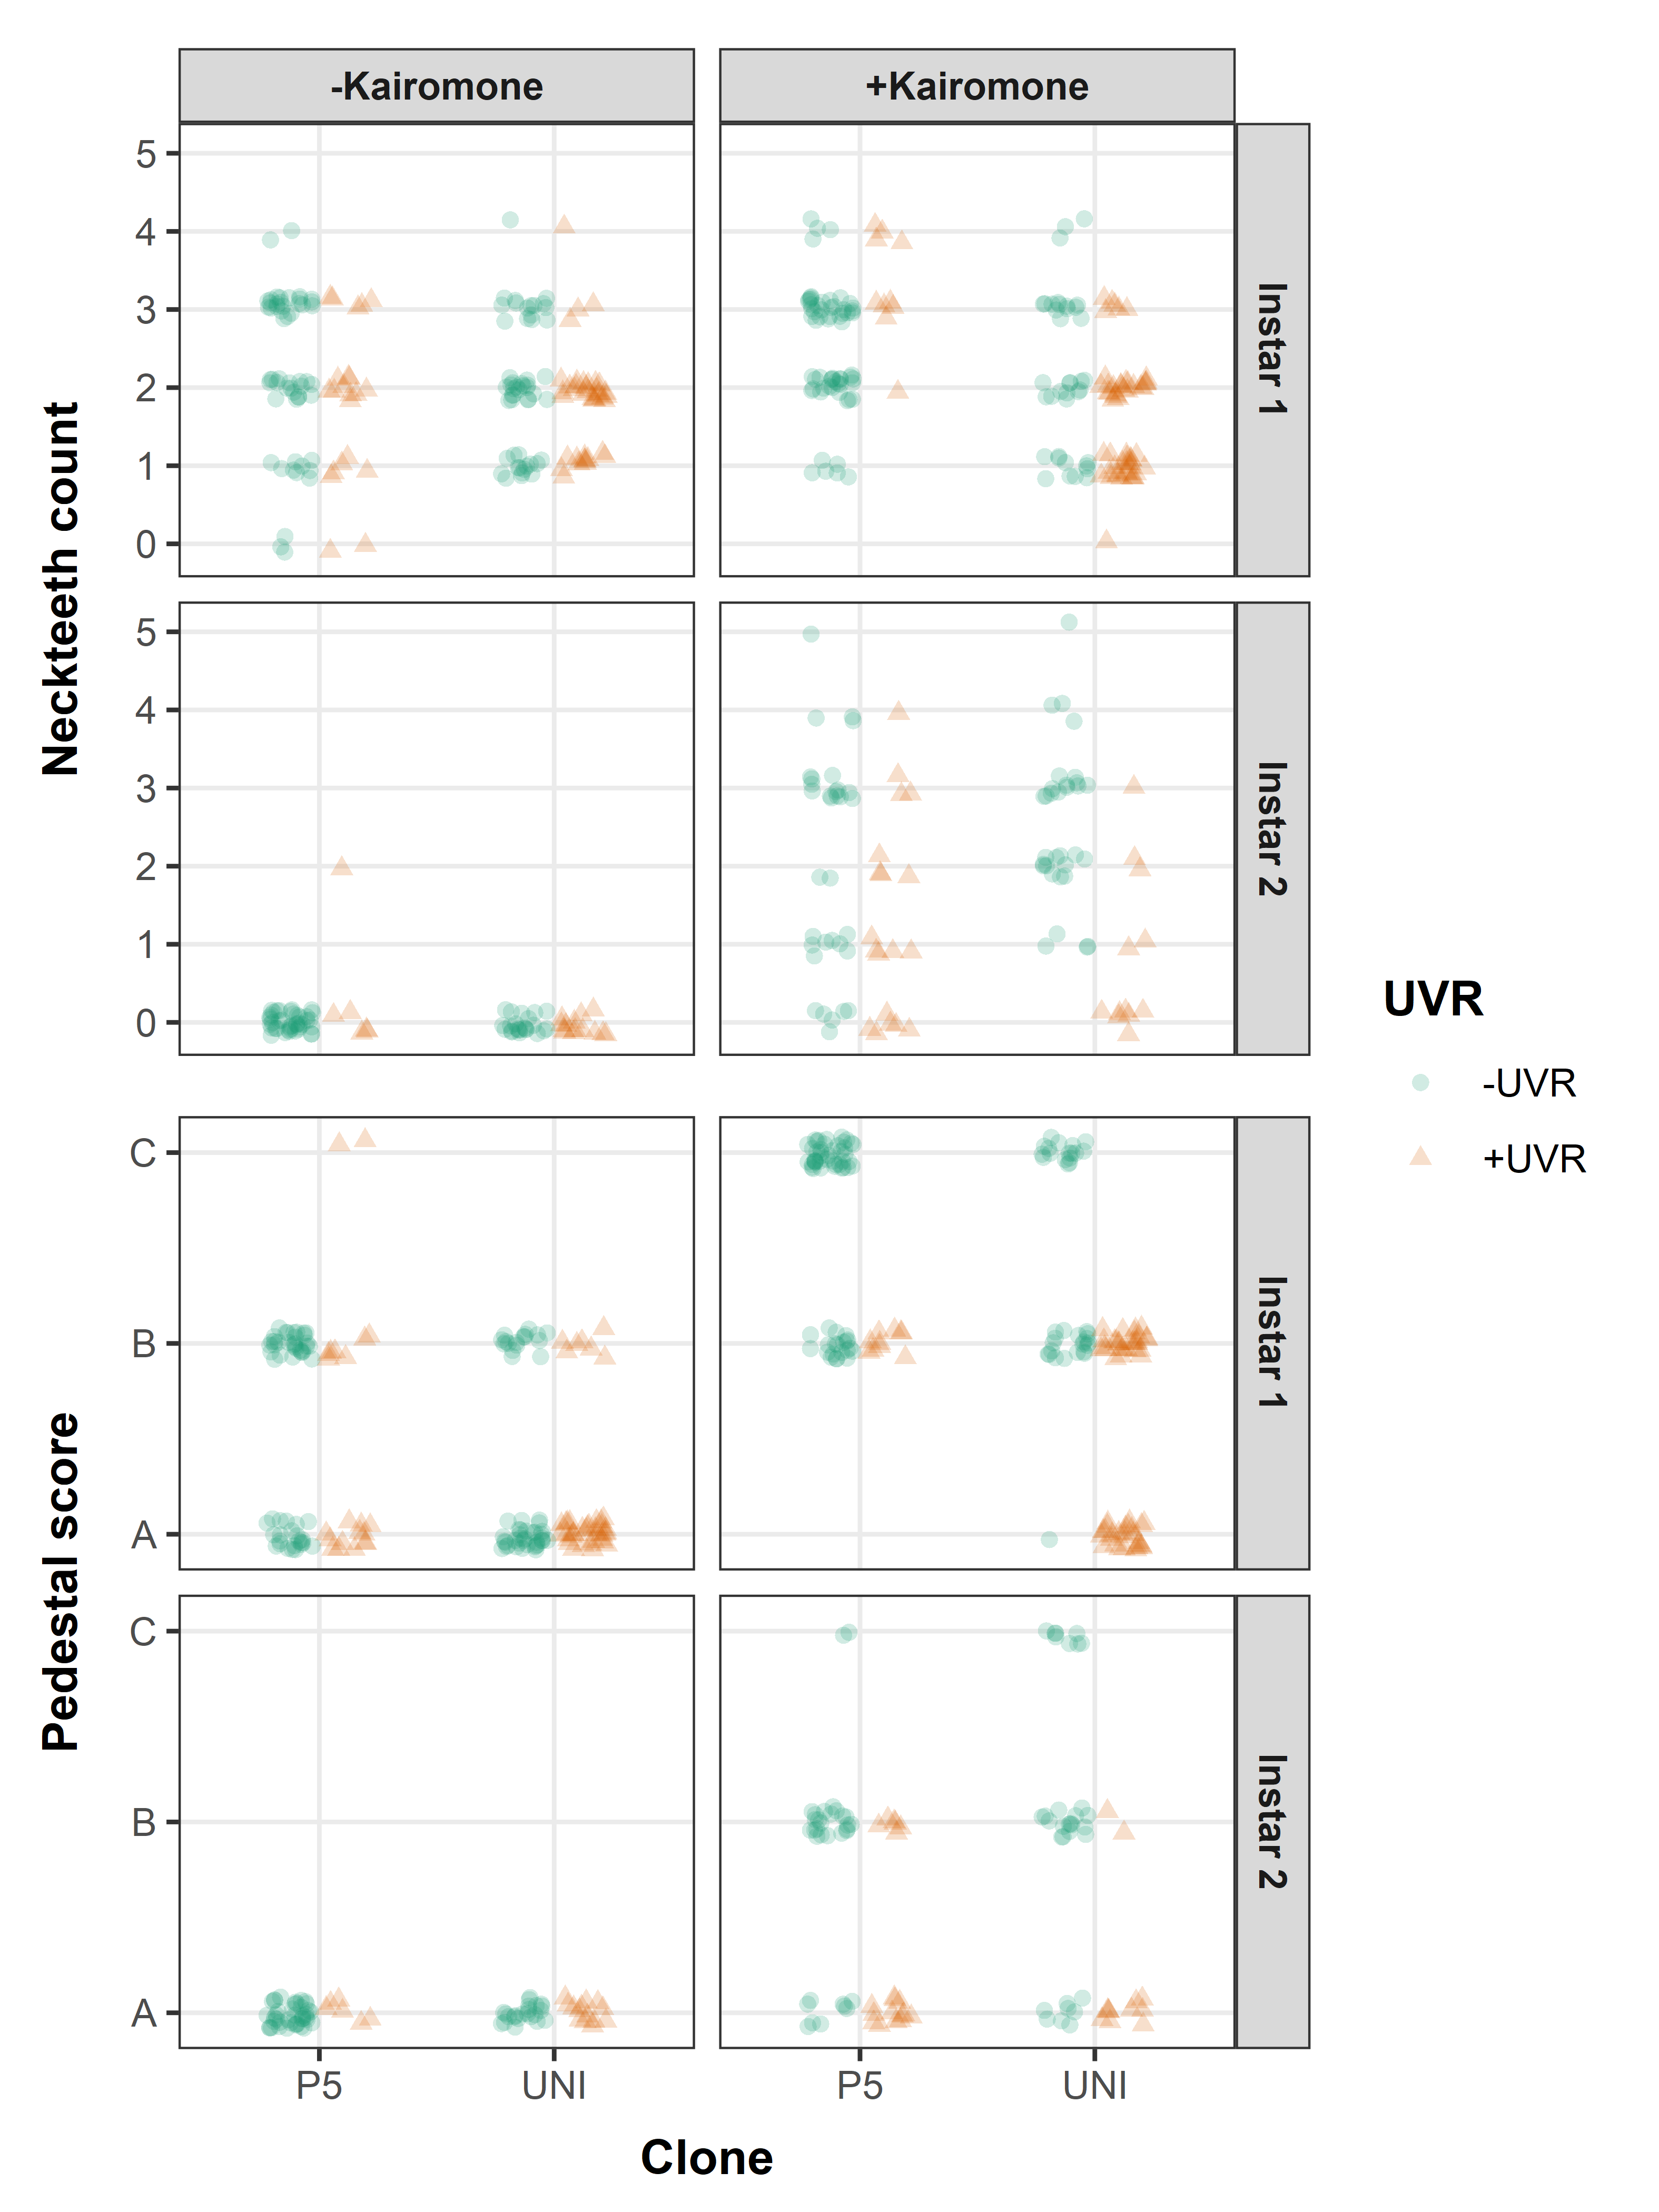 -Kairomone
+Kairomone
Neckteeth count
5
4
3
2
1
0
Instar 1
5
4
3
2
1
0
Instar 2
Pedestal score
C
B
A
Instar 1
C
B
A
Instar 2
P5
UNI
P5
UNI
Clone
UVR
-UVR
+UVR